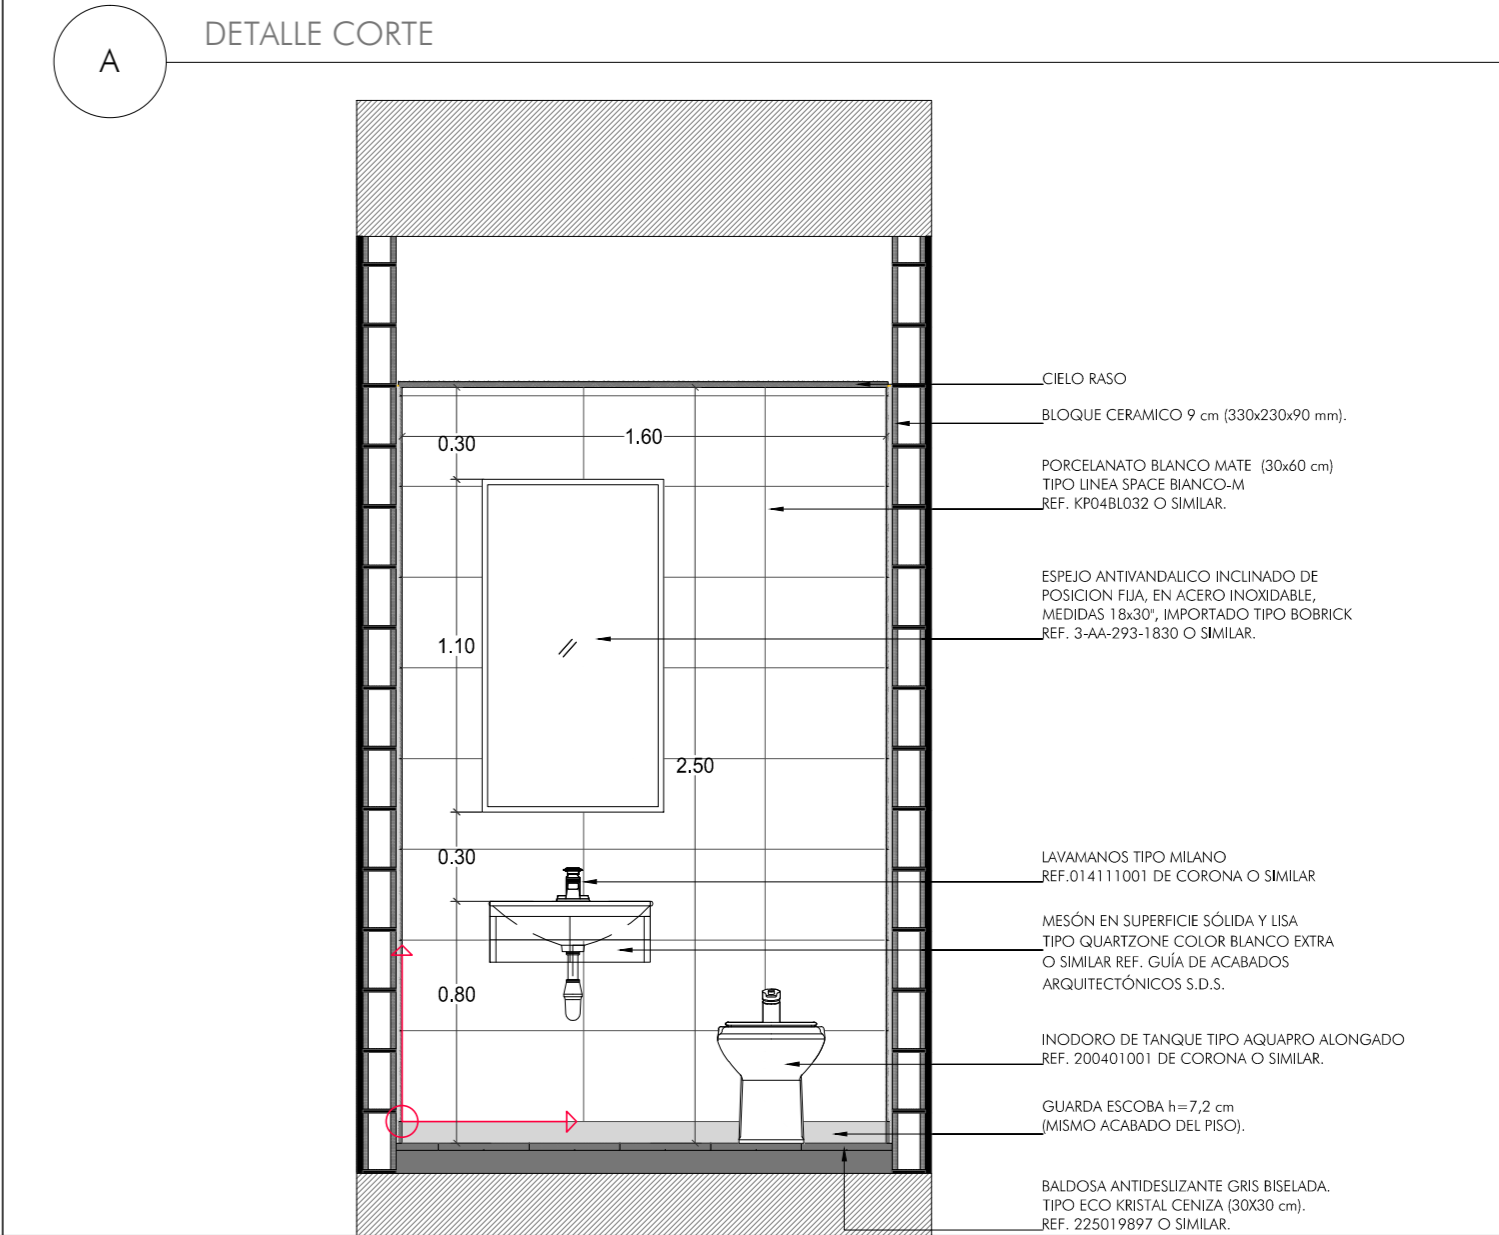 A
DETALLE CORTE
CIELO RASO
BLOQUE CERAMICO 9 cm (330x230x90 mm).
PORCELANATO BLANCO MATE (30x60 cm)
TIPO LINEA SPACE BIANCO-M
REF. KP04BL032 O SIMILAR.
ESPEJO ANTIVANDALICO INCLINADO DE
POSICION FIJA, EN ACERO INOXIDABLE,
MEDIDAS 18x30", IMPORTADO TIPO BOBRICK
REF. 3-AA-293-1830 O SIMILAR.
LAVAMANOS TIPO MILANO
REF.014111001 DE CORONA O SIMILAR
MESÓN EN SUPERFICIE SÓLIDA Y LISA
TIPO QUARTZONE COLOR BLANCO EXTRA
O SIMILAR REF. GUÍA DE ACABADOS
ARQUITECTÓNICOS S.D.S.
INODORO DE TANQUE TIPO AQUAPRO ALONGADO
REF. 200401001 DE CORONA O SIMILAR.
GUARDA ESCOBA h=7,2 cm
(MISMO ACABADO DEL PISO).
BALDOSA ANTIDESLIZANTE GRIS BISELADA.
TIPO ECO KRISTAL CENIZA (30X30 cm).
REF. 225019897 O SIMILAR.
0.30
1.60
1.10
2.50
0.30
0.80